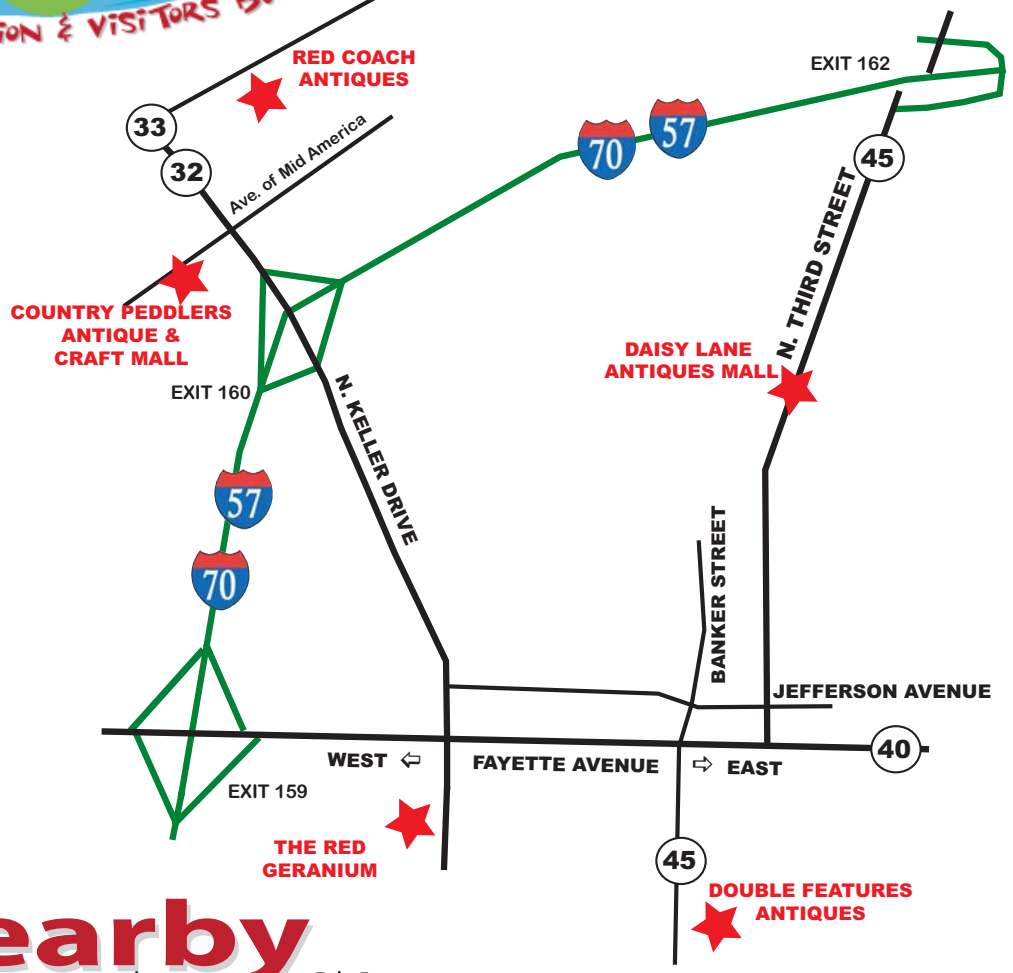 & VISITORS
RED COACH
ANTIQUES
EXIT 162
33
57
70
32
45
Ave. of Mid America
N. THIRD STREET
COUNTRY PEDDLERS
ANTIQUE &
CRAFT MALL
DAISY LANE
ANTIQUES MALL
EXIT 160
N. KELLER DRIVE
57
70
BANKER STREET
JEFFERSON AVENUE
WEST
FAYETTE AVENUE
EAST
40
EXIT 159
THE RED
GERANIUM
45
DOUBLE FEATURES
ANTIQUES
earby